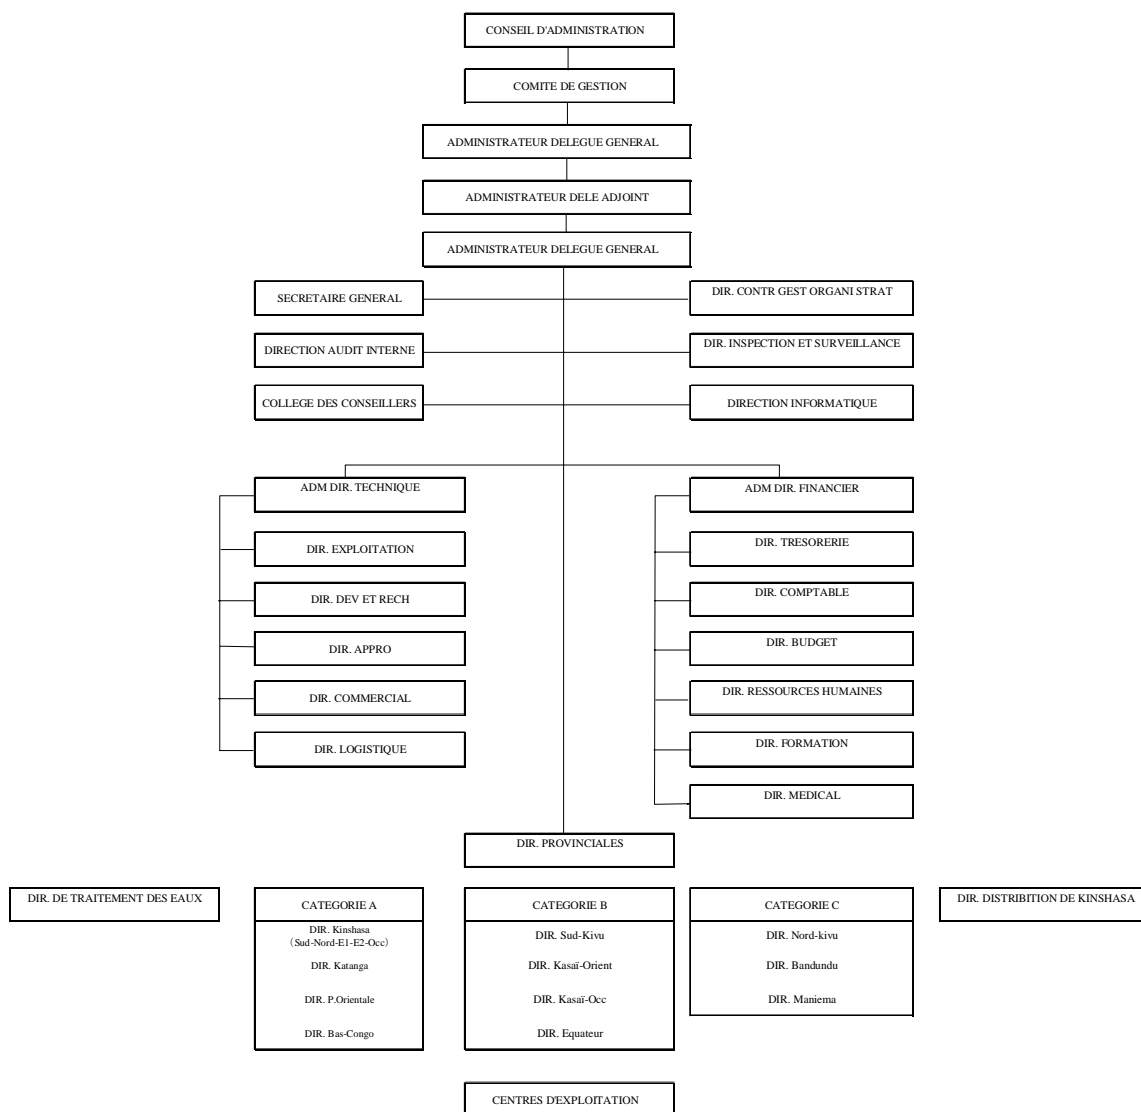 CONSEIL D'ADMINISTRATION
COMITE DE GESTION
ADMINISTRATEUR DELEGUE GENERAL
ADMINISTRATEUR DELE ADJOINT
ADMINISTRATEUR DELEGUE GENERAL
SECRETAIRE GENERAL
DIR. CONTR GEST ORGANI STRAT
DIRECTION AUDIT INTERNE
DIR. INSPECTION ET SURVEILLANCE
COLLEGE DES CONSEILLERS
DIRECTION INFORMATIQUE
ADM DIR. TECHNIQUE
ADM DIR. FINANCIER
DIR. EXPLOITATION
DIR. TRESORERIE
DIR. DEV ET RECH
DIR. COMPTABLE
DIR. APPRO
DIR. BUDGET
DIR. COMMERCIAL
DIR. RESSOURCES HUMAINES
DIR. LOGISTIQUE
DIR. FORMATION
DIR. MEDICAL
DIR. PROVINCIALES
DIR. DE TRAITEMENT DES EAUX
CATEGORIE A
CATEGORIE B
CATEGORIE C
DIR. DISTRIBITION DE KINSHASA
DIR. Kinshasa
(Sud-Nord-E1-E2-Occ)
DIR. Sud-Kivu
DIR. Nord-kivu
DIR. Katanga
DIR. Kasaï-Orient
DIR. Bandundu
DIR. P.Orientale
DIR. Kasaï-Occ
DIR. Maniema
DIR. Bas-Congo
DIR. Equateur
CENTRES D'EXPLOITATION